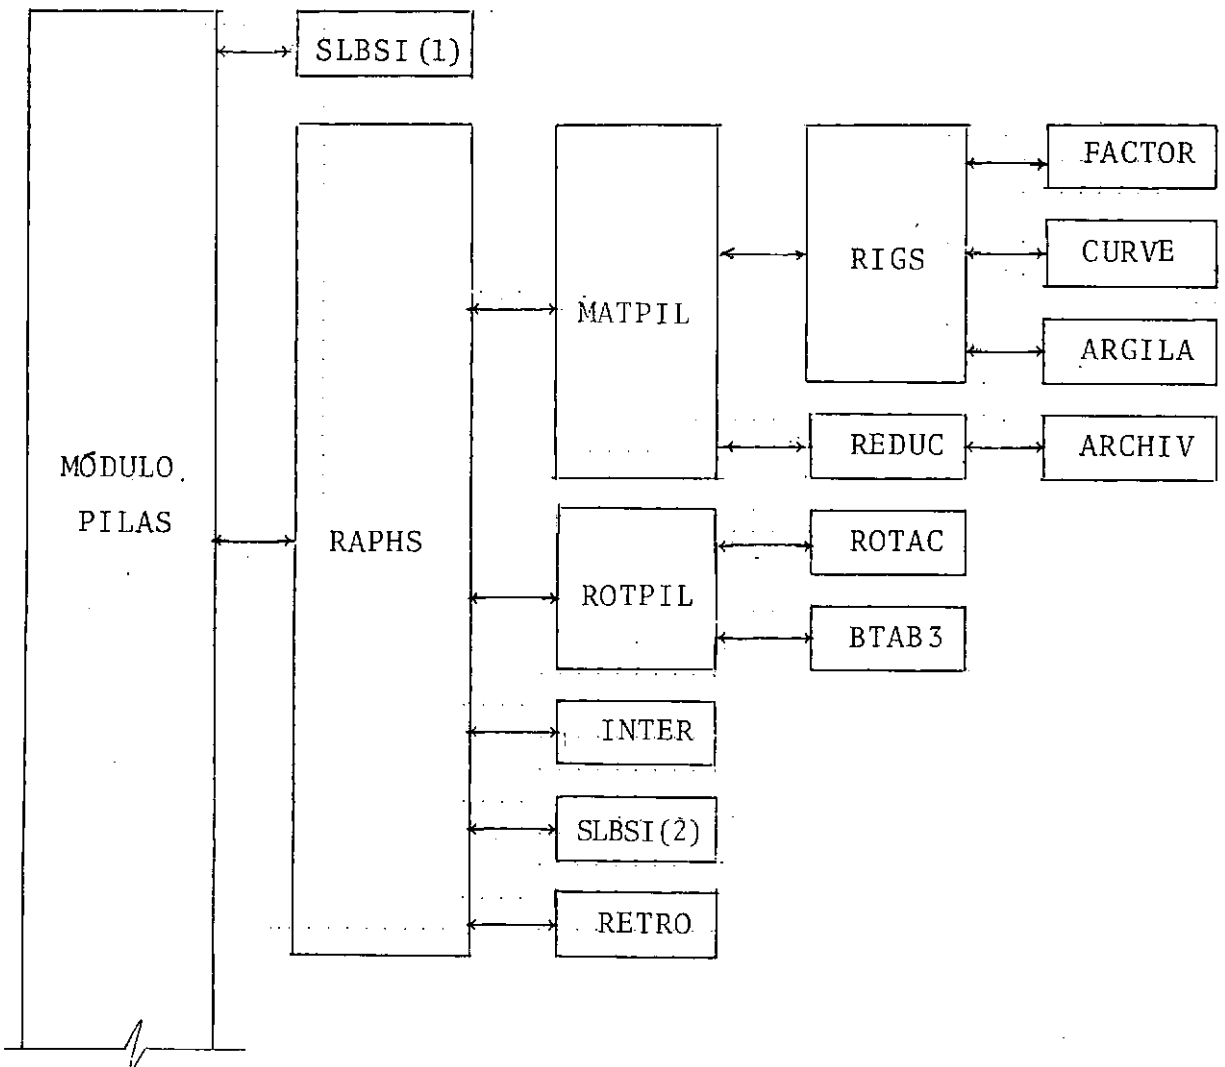 SLBSI(1)
FACTOR
CURVE
RIGS
MATPIL
ARGILA
REDUC
ARCHIV
MÓDULO
PILAS
RAPHS
ROTAC
ROTPIL
BTAB3
INTER
SLBSI(2)
RETRO